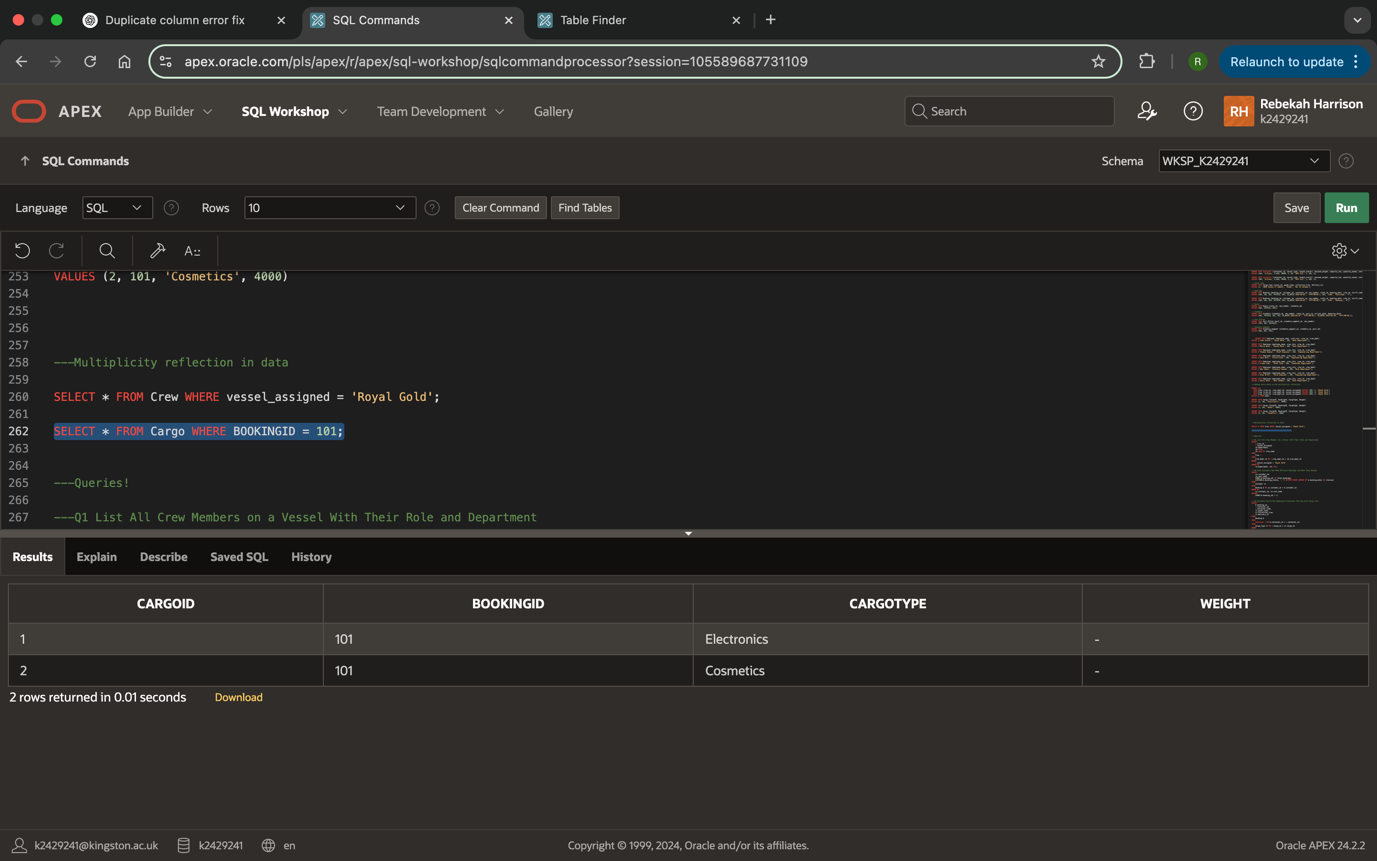 Duplicate column error fix
SQL Commands
Table Finder
apex.oracle.com/pls/apex/r/apex/sql-workshop/sqlcommandprocessor?session=105589687731109
R
Relaunch to update
APEX
App Builder
SQL Workshop
Team Development
Gallery
Search
RH
Rebekah Harrison
k2429241
SQL Commands
Schema
WKSP_K2429241
Language
SQL
Rows
10
Clear Command
Find Tables
Save
Run
253 VALUES (2, 101, 'Cosmetics', 4000)
254
255
256
257
258 ---Multiplicity reflection in data
259
260 SELECT * FROM Crew WHERE vessel_assigned = 'Royal Gold';
261
262 SELECT * FROM Cargo WHERE BOOKINGID = 101;
263
264
265 ---Queries!
266
267 ---Q1 List All Crew Members on a Vessel With Their Role and Department
Results Explain Describe Saved SQL History
CARGOID BOOKINGID CARGOTYPE WEIGHT
1 101 Electronics -
2 101 Cosmetics -
2 rows returned in 0.01 seconds Download
k2429241@kingston.ac.uk k2429241 en Copyright © 1999, 2024, Oracle and/or its affiliates. Oracle APEX 24.2.2